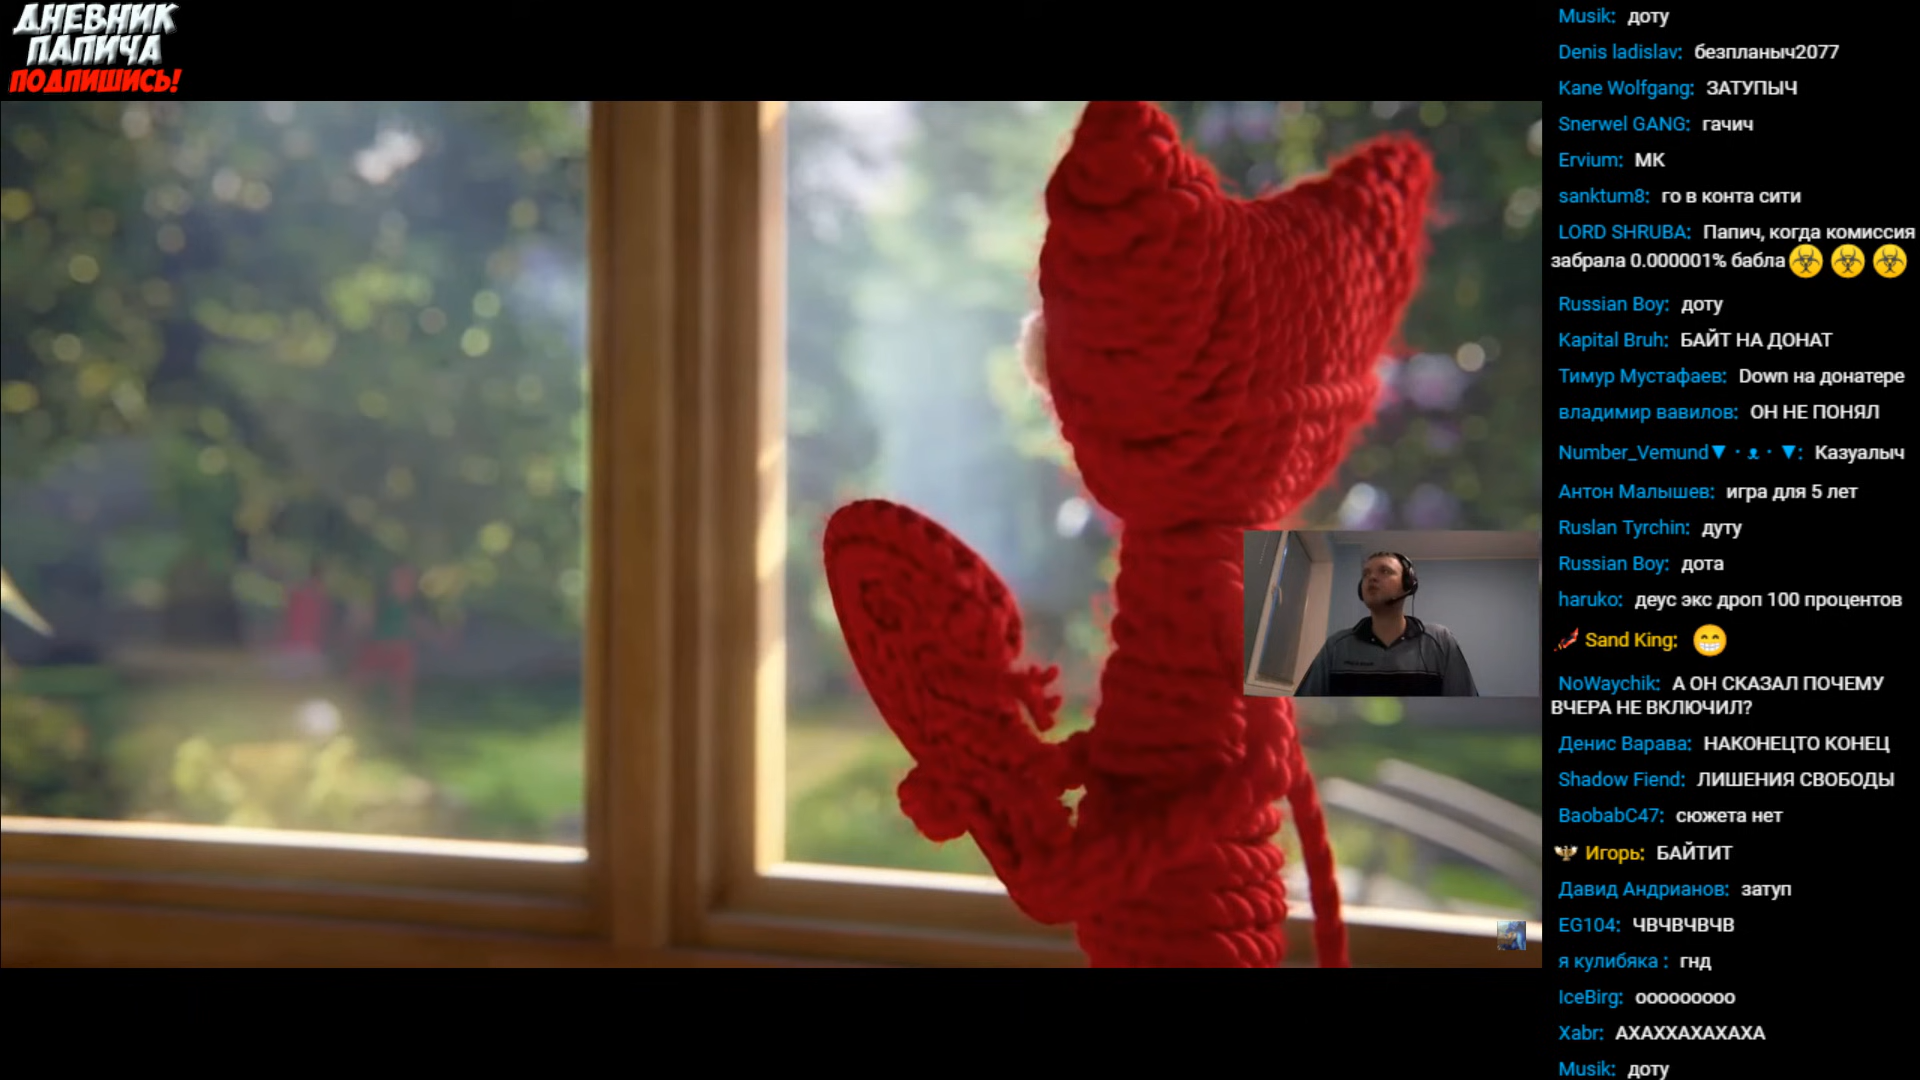 ДНЕВНИК
ПАПИЧА
ПОДПИШИСЬ!
Musik: доту
Denis ladislav: безпланыч2077
Kane Wolfgang: ЗАТУПЫЧ
Snerwel GANG: гачич
Ervium: МК
sanktum8: го в конта сити
LORD SHRUBA: Папич, когда комиссия
забрала 0.000001% бабла
Russian Boy: доту
Kapital Bruh: БАЙТ НА ДОНАТ
Тимур Мустафаев: Down на донатере
владимир вавилов: ОН НЕ ПОНЯЛ
Number_Vemund▼・ᴥ・▼: Казуалыч
Антон Малышев: игра для 5 лет
Ruslan Tyrchin: дуту
Russian Boy: дота
haruko: деус экс дроп 100 процентов
Sand King: 😁
NoWaychik: А ОН СКАЗАЛ ПОЧЕМУ
ВЧЕРА НЕ ВКЛЮЧИЛ?
Денис Варава: НАКОНЕЦТО КОНЕЦ
Shadow Fiend: ЛИШЕНИЯ СВОБОДЫ
BaobabC47: сюжета нет
Игорь: БАЙТИТ
Давид Андрианов: затуп
EG104: ЧВЧВЧВЧВ
я кулибяка : гнд
IceBirg: ооооооооо
Xabr: АХАХХАХАХАХА
Musik: доту